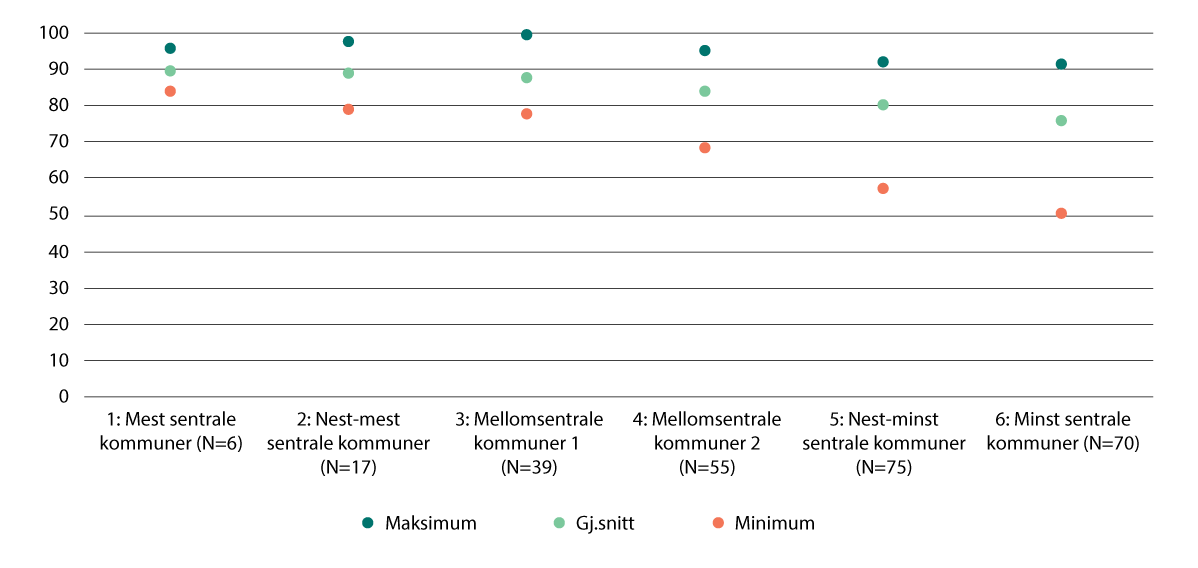 100
90
80
70
60
50
40
30
20
10
0
1: Mest sentrale
kommuner (N=6)
2: Nest-mest
sentrale kommuner
(N=17)
3: Mellomsentrale
kommuner 1
(N=39)
4: Mellomsentrale
kommuner 2
(N=55)
5: Nest-minst
sentrale kommuner
(N=75)
6: Minst sentrale
kommuner (N=70)
Maksimum
Gj.snitt
Minimum